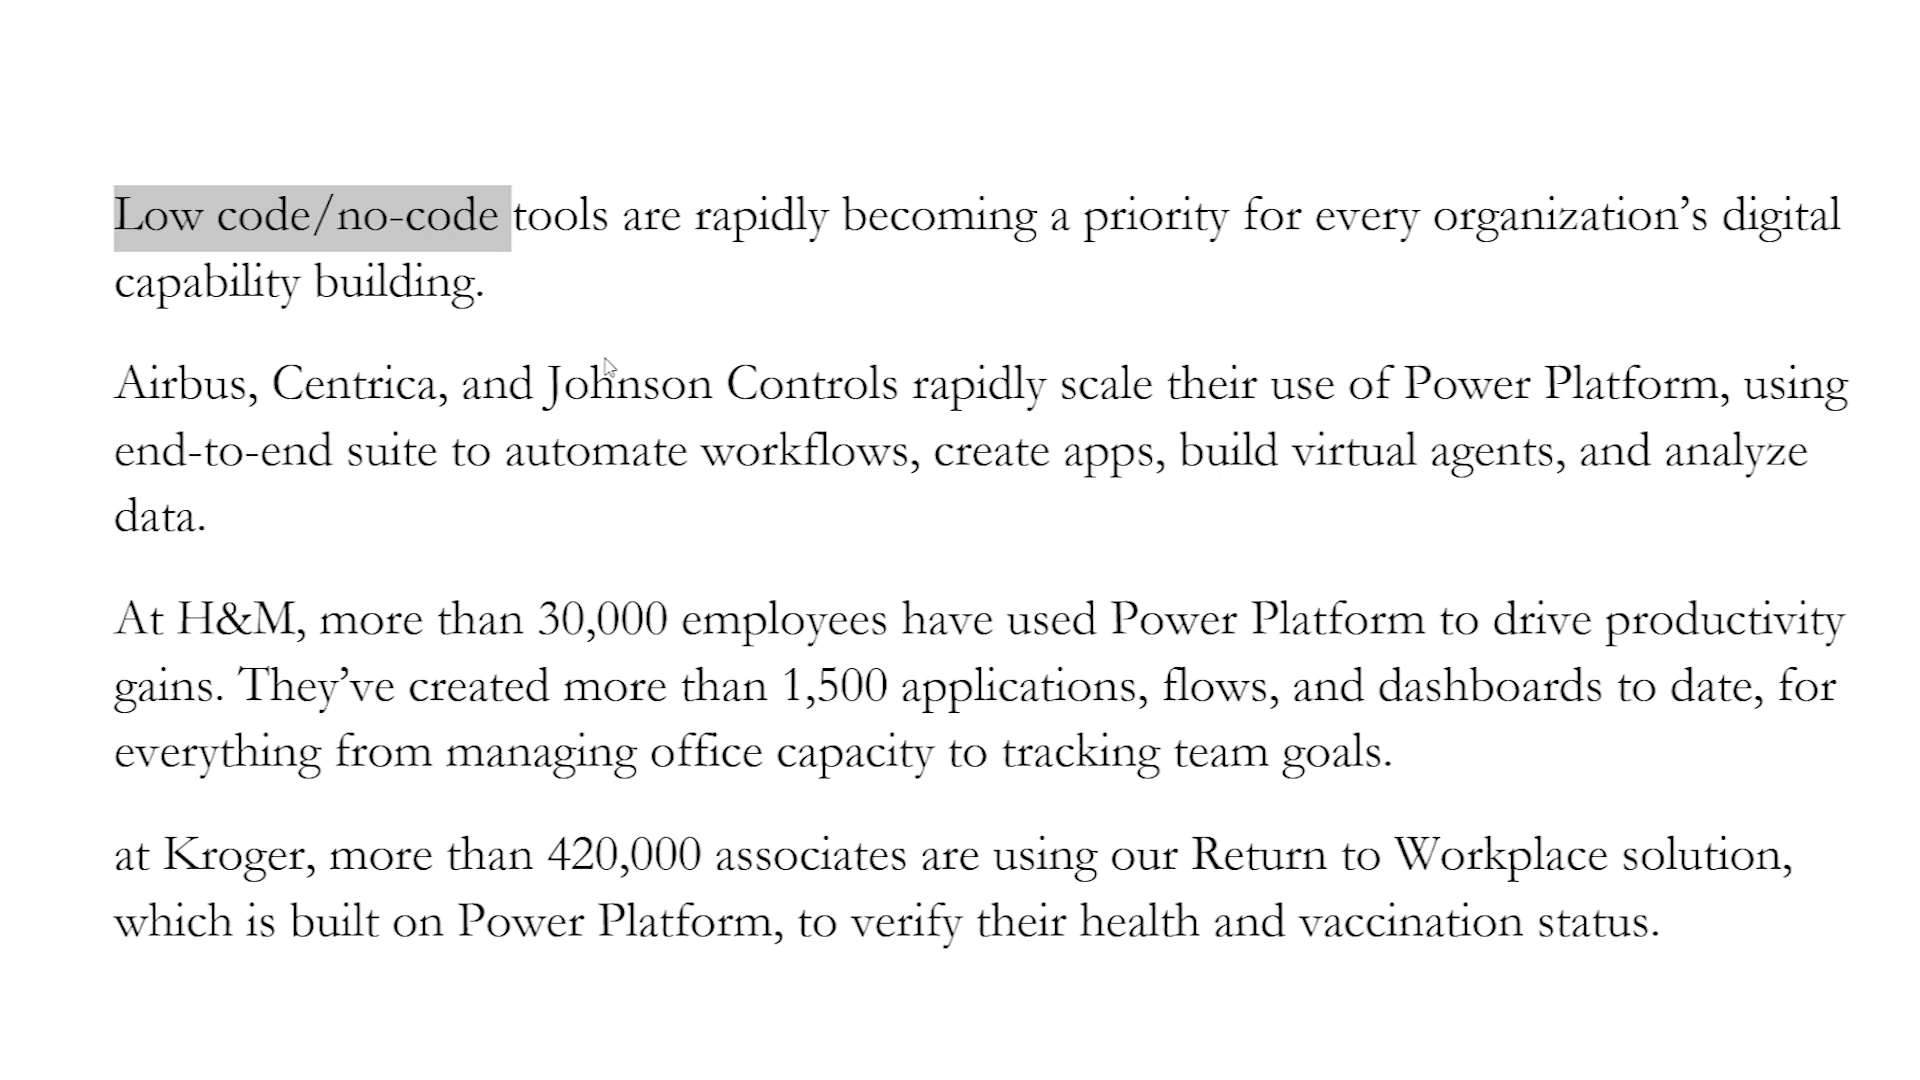 Low code/no-code tools are rapidly becoming a priority for every organization’s digital
capability building.
Airbus, Centrica, and Johnson Controls rapidly scale their use of Power Platform, using
end-to-end suite to automate workflows, create apps, build virtual agents, and analyze
data.
At H&M, more than 30,000 employees have used Power Platform to drive productivity
gains. They’ve created more than 1,500 applications, flows, and dashboards to date, for
everything from managing office capacity to tracking team goals.
at Kroger, more than 420,000 associates are using our Return to Workplace solution,
which is built on Power Platform, to verify their health and vaccination status.